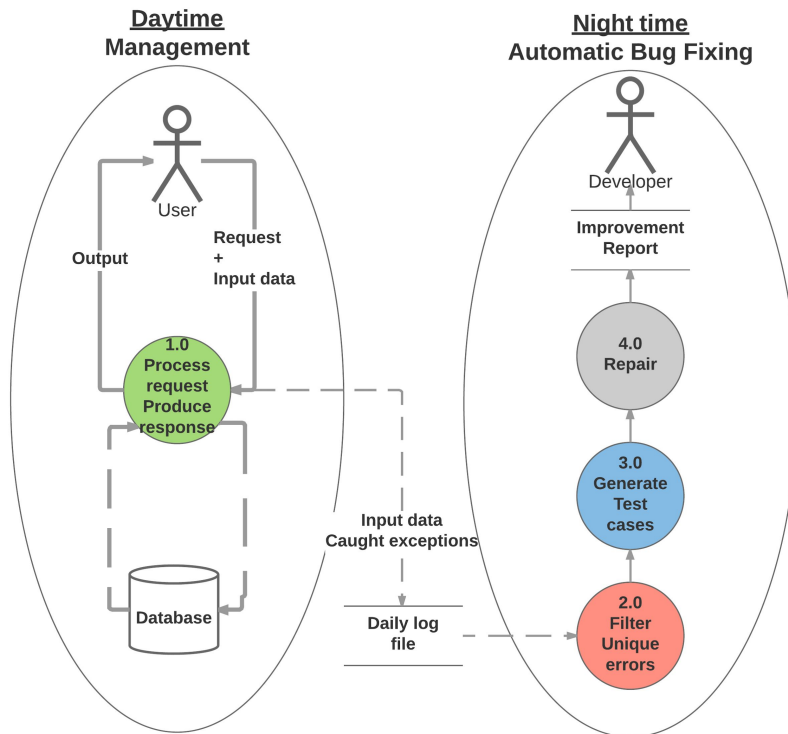 Daytime
Management
User
Output
Request
+
Input data
1.0
Process
request
Produce
response
Database
Input data
Caught exceptions
Daily log
file
Night time
Automatic Bug Fixing
Developer
Improvement
Report
4.0
Repair
3.0
Generate
Test
cases
2.0
Filter
Unique
errors